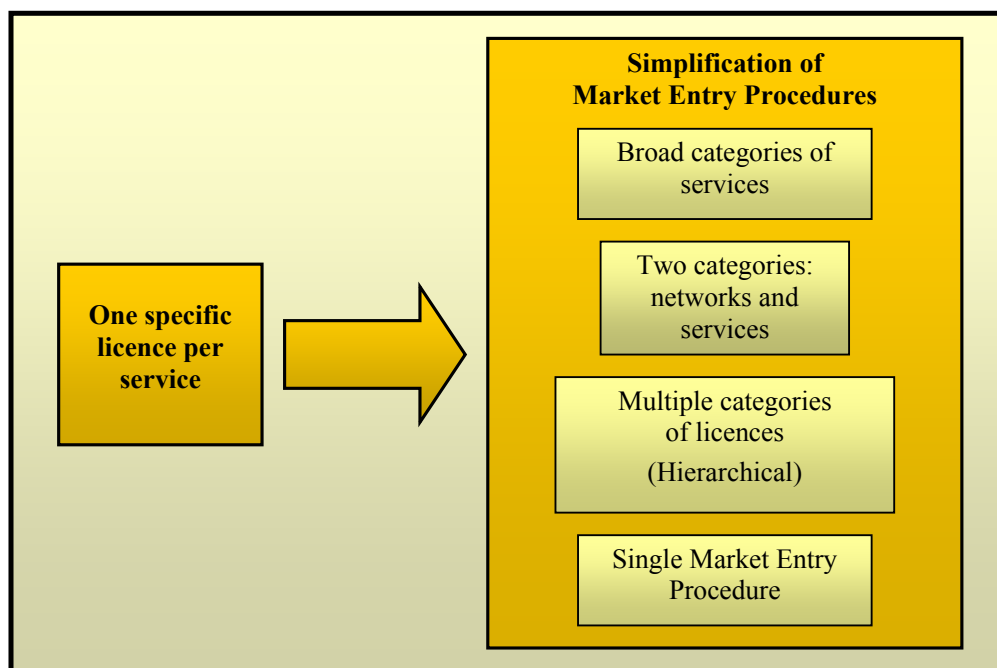 One specific
licence per
service
Simplification of
Market Entry Procedures
Broad categories of
services
Two categories:
networks and
services
Multiple categories
of licences
(Hierarchical)
Single Market Entry
Procedure